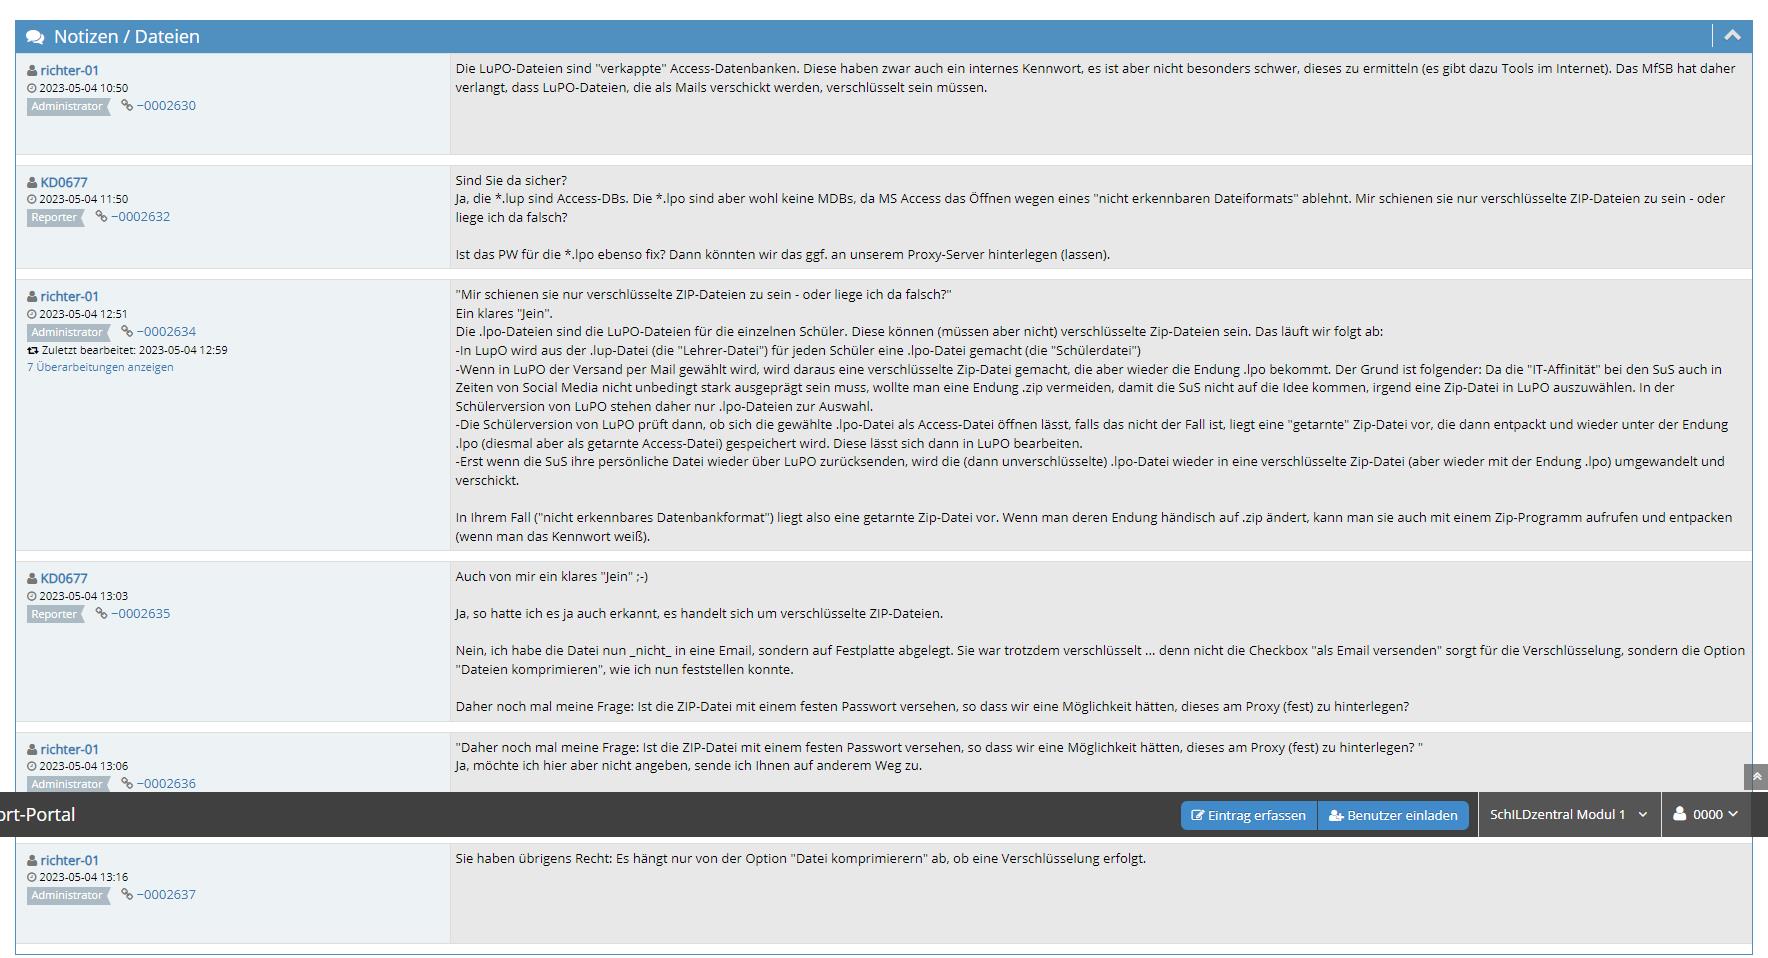 Notizen / Dateien
richter-01
2023-05-04 10:50
Administrator ~0002630
Die LuPO-Dateien sind "verkappte" Access-Datenbanken. Diese haben zwar auch ein internes Kennwort, es ist aber nicht besonders schwer, dieses zu ermitteln (es gibt dazu Tools im Internet). Das MfSB hat daher
verlangt, dass LuPO-Dateien, die als Mails verschickt werden, verschlüsselt sein müssen.
KD0677
2023-05-04 11:50
Reporter ~0002632
Sind Sie da sicher?
Ja, die *.lup sind Access-DBs. Die *.lpo sind aber wohl keine MDBs, da MS Access das Öffnen wegen eines "nicht erkennbaren Dateiformats" ablehnt. Mir schienen sie nur verschlüsselte ZIP-Dateien zu sein - oder
liege ich da falsch?
Ist das PW für die *.lpo ebenso fix? Dann könnten wir das ggf. an unserem Proxy-Server hinterlegen (lassen).
richter-01
2023-05-04 12:51
Administrator ~0002634
Zuletzt bearbeitet: 2023-05-04 12:59
7 Überarbeitungen anzeigen
"Mir schienen sie nur verschlüsselte ZIP-Dateien zu sein - oder liege ich da falsch?"
Ein klares "Jein".
Die .lpo-Dateien sind die LuPO-Dateien für die einzelnen Schüler. Diese können (müssen aber nicht) verschlüsselte Zip-Dateien sein. Das läuft wir folgt ab:
-In LupO wird aus der .lup-Datei (die "Lehrer-Datei") für jeden Schüler eine .lpo-Datei gemacht (die "Schülerdatei")
-Wenn in LuPO der Versand per Mail gewählt wird, wird daraus eine verschlüsselte Zip-Datei gemacht, die aber wieder die Endung .lpo bekommt. Der Grund ist folgender: Da die "IT-Affinität" bei den SuS auch in
Zeiten von Social Media nicht unbedingt stark ausgeprägt sein muss, wollte man eine Endung .zip vermeiden, damit die SuS nicht auf die Idee kommen, irgend eine Zip-Datei in LuPO auszuwählen. In der
Schülerversion von LuPO stehen daher nur .lpo-Dateien zur Auswahl.
-Die Schülerversion von LuPO prüft dann, ob sich die gewählte .lpo-Datei als Access-Datei öffnen lässt, falls das nicht der Fall ist, liegt eine "getarnte" Zip-Datei vor, die dann entpackt und wieder unter der Endung
.lpo (diesmal aber als getarnte Access-Datei) gespeichert wird. Diese lässt sich dann in LuPO bearbeiten.
-Erst wenn die SuS ihre persönliche Datei wieder über LuPO zurücksenden, wird die (dann unverschlüsselte) .lpo-Datei wieder in eine verschlüsselte Zip-Datei (aber wieder mit der Endung .lpo) umgewandelt und
verschickt.
In Ihrem Fall ("nicht erkennbares Datenbankformat") liegt also eine getarnte Zip-Datei vor. Wenn man deren Endung händisch auf .zip ändert, kann man sie auch mit einem Zip-Programm aufrufen und entpacken
(wenn man das Kennwort weiß).
KD0677
2023-05-04 13:03
Reporter ~0002635
Auch von mir ein klares "Jein" ;-)
Ja, so hatte ich es ja auch erkannt, es handelt sich um verschlüsselte ZIP-Dateien.
Nein, ich habe die Datei nun _nicht_ in eine Email, sondern auf Festplatte abgelegt. Sie war trotzdem verschlüsselt ... denn nicht die Checkbox "als Email versenden" sorgt für die Verschlüsselung, sondern die Option
"Dateien komprimieren", wie ich nun feststellen konnte.
Daher noch mal meine Frage: Ist die ZIP-Datei mit einem festen Passwort versehen, so dass wir eine Möglichkeit hätten, dieses am Proxy (fest) zu hinterlegen?
richter-01
2023-05-04 13:06
Administrator ~0002636
"Daher noch mal meine Frage: Ist die ZIP-Datei mit einem festen Passwort versehen, so dass wir eine Möglichkeit hätten, dieses am Proxy (fest) zu hinterlegen? "
Ja, möchte ich hier aber nicht angeben, sende ich Ihnen auf anderem Weg zu.
ort-Portal Eintrag erfassen Benutzer einladen SchILDzentral Modul 1 0000
richter-01
2023-05-04 13:16
Administrator ~0002637
Sie haben übrigens Recht: Es hängt nur von der Option "Datei komprimierern" ab, ob eine Verschlüsselung erfolgt.